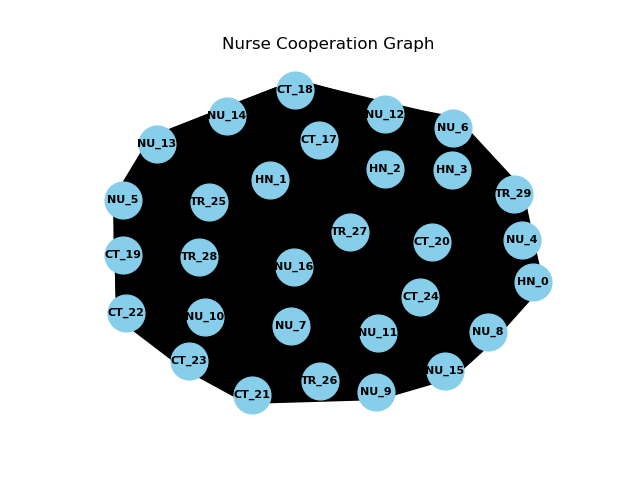 Nurse Cooperation Graph
CT_18
NU_14
NU_12
NU_6
CT_17
NU_13
HN_1
HN_2
HN_3
TR_29
NU_5
TR_25
TR_27
CT_20
NU_4
CT_19
TR_28
NU_16
HN_0
CT_24
CT_22
NU_10
NU_7
NU_11
NU_8
CT_23
TR_26
NU_15
CT_21
NU_9